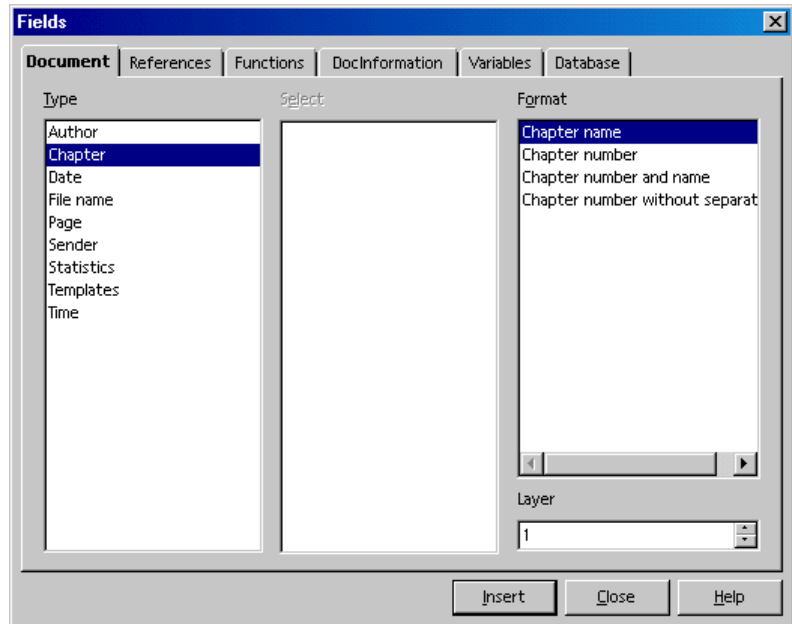 Fields
Document References Functions DocInformation Variables Database
Type Select Format
Author
Chapter
Date
File name
Page
Sender
Statistics
Templates
Time
Chapter name
Chapter number
Chapter number and name
Chapter number without separat
Layer
1
Insert Close Help